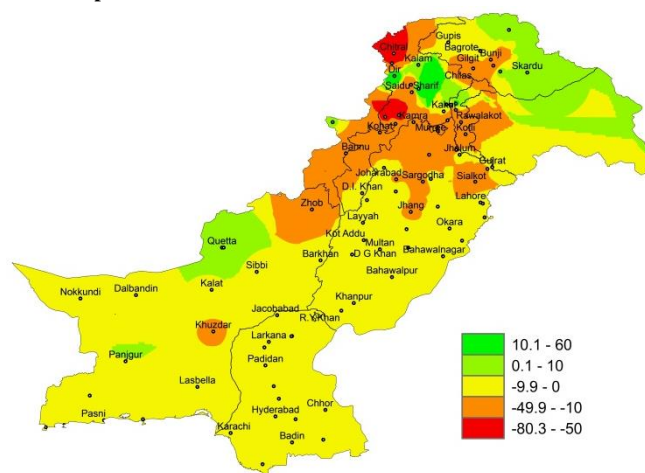 Gupis
Chitral
Bagrote
Bunji
Kalam
Gilgit
Skardu
Dir
Chilas
Saidu Sharif
Kakul
Kamra
Rawalakot
Kohat
Murree
Kotli
Bannu
Jhelum
Gujrat
Joharabad
Sargodha
Sialkot
D.I. Khan
Zhob
Jhang
Lahore
Layyah
Okara
Quetta
Kot Addu
Multan
Barkhan
D G Khan
Bahawalnagar
Sibbi
Bahawalpur
Kalat
Dalbandin
Nokkundi
Khanpur
Jacobabad
R.Y.Khan
Khuzdar
Larkana
Panjgur
Padidan
Lasbella
Chhor
Pasni
Hyderabad
Karachi
Badin
10.1 - 60
0.1 - 10
-9.9 - 0
-49.9 - -10
-80.3 - -50